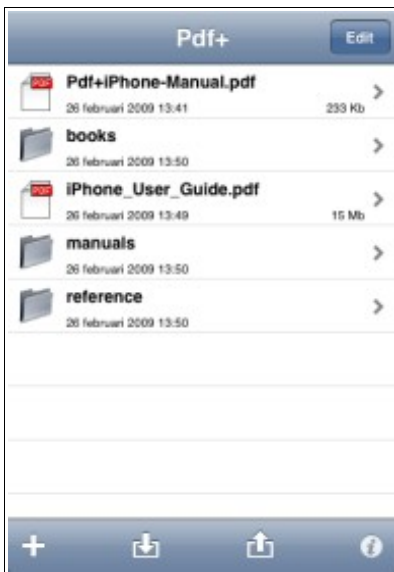 Pdf+
Edit
PDF
Pdf+iPhone-Manual.pdf
26 februari 2009 13:41
233 Kb
books
26 februari 2009 13:50
PDF
iPhone_User_Guide.pdf
26 februari 2009 13:49
15 Mb
manuals
26 februari 2009 13:50
reference
26 februari 2009 13:50